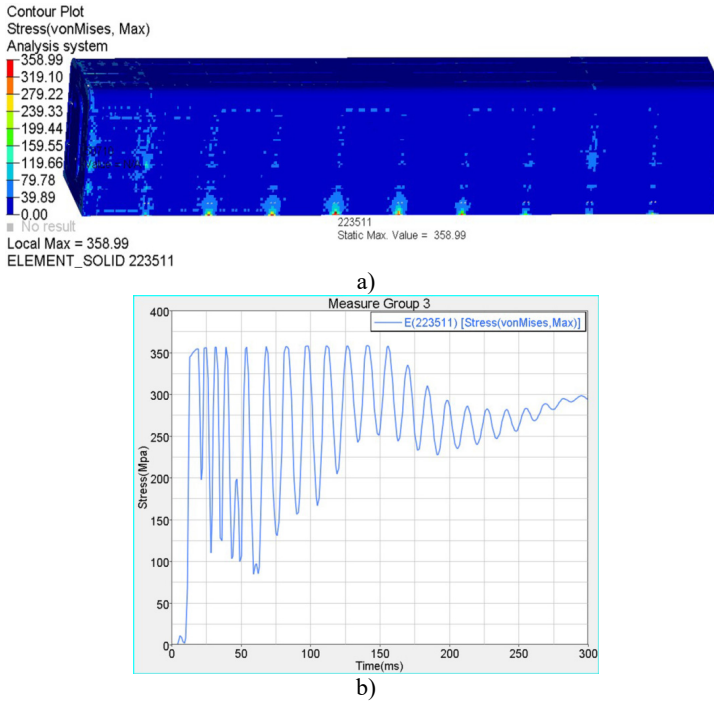 Contour Plot
Stress(vonMises, Max)
Analysis system
358.99
319.10
279.22
239.33
199.44
159.55
119.66
79.78
39.89
0.00
No result
Local Max = 358.99
ELEMENT_SOLID 223511
223511
Static Max. Value = 358.99
a)
Measure Group 3
E(223511) [Stress(vonMises,Max)]
400
350
300
250
200
150
100
50
0
Stress(Mpa)
0 50 100 150 200 250 300
Time(ms)
b)